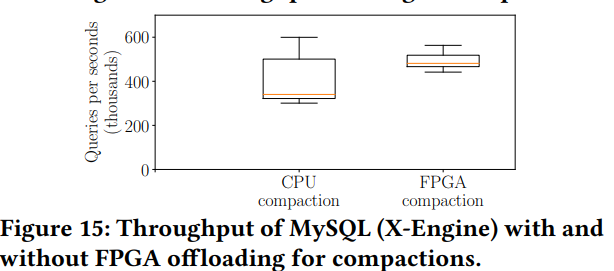 600
400
200
0
Queries per seconds
(thousands)
CPU
compaction
FPGA
compaction
Figure 15: Throughput of MySQL (X-Engine) with and
without FPGA offloading for compactions.